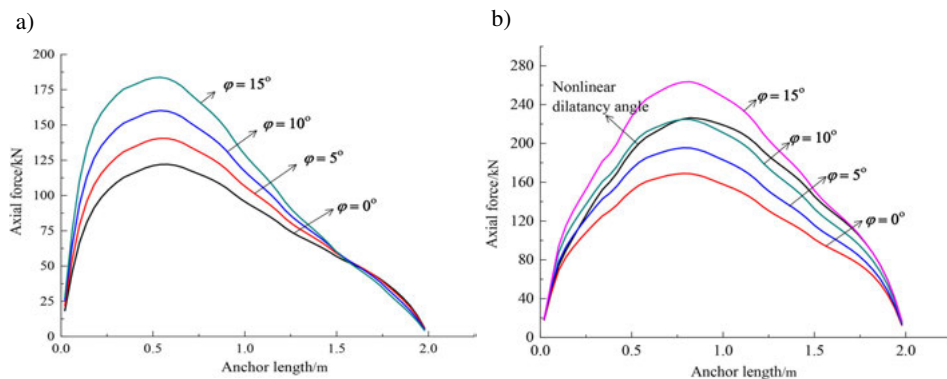 a)
200
175
150
125
100
75
50
25
0
Axial force/kN
φ= 15°
φ= 10°
φ= 5°
φ= 0°
0.0 0.5 1.0 1.5 2.0
Anchor length/m
b)
280
240
200
160
120
80
40
0
Axial force/kN
Nonlinear
dilatancy angle
φ= 15°
φ= 10°
φ= 5°
φ= 0°
0.0 0.5 1.0 1.5 2.0
Anchor length/m